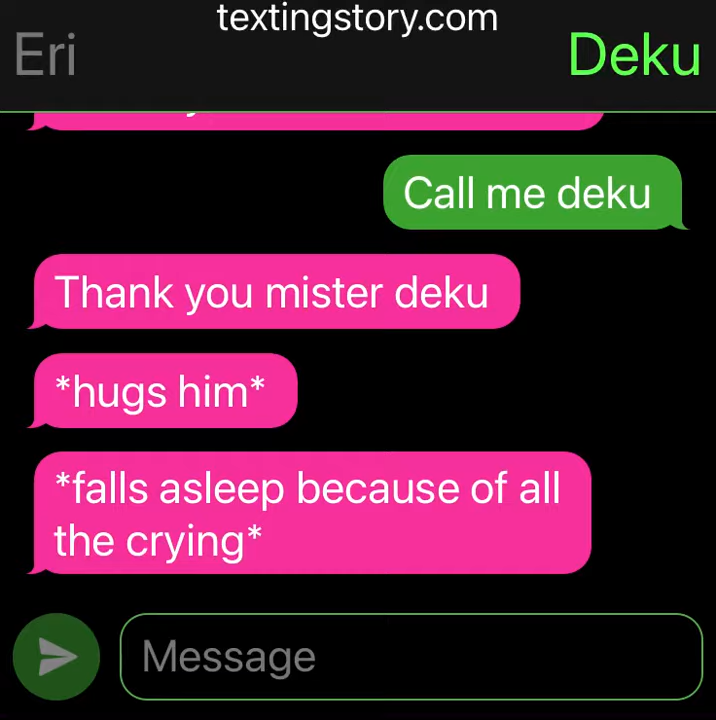 textingstory.com
Eri
Deku
Call me deku
Thank you mister deku
*hugs him*
*falls asleep because of all
the crying*
Message